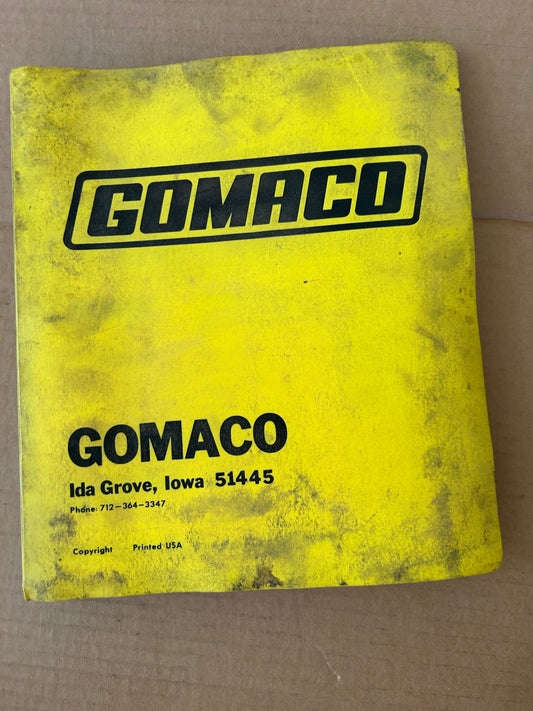 GOMACO
GOMACO
Ida Grove, Iowa 51445
Phone: 712-364-3347
Copyright Printed USA